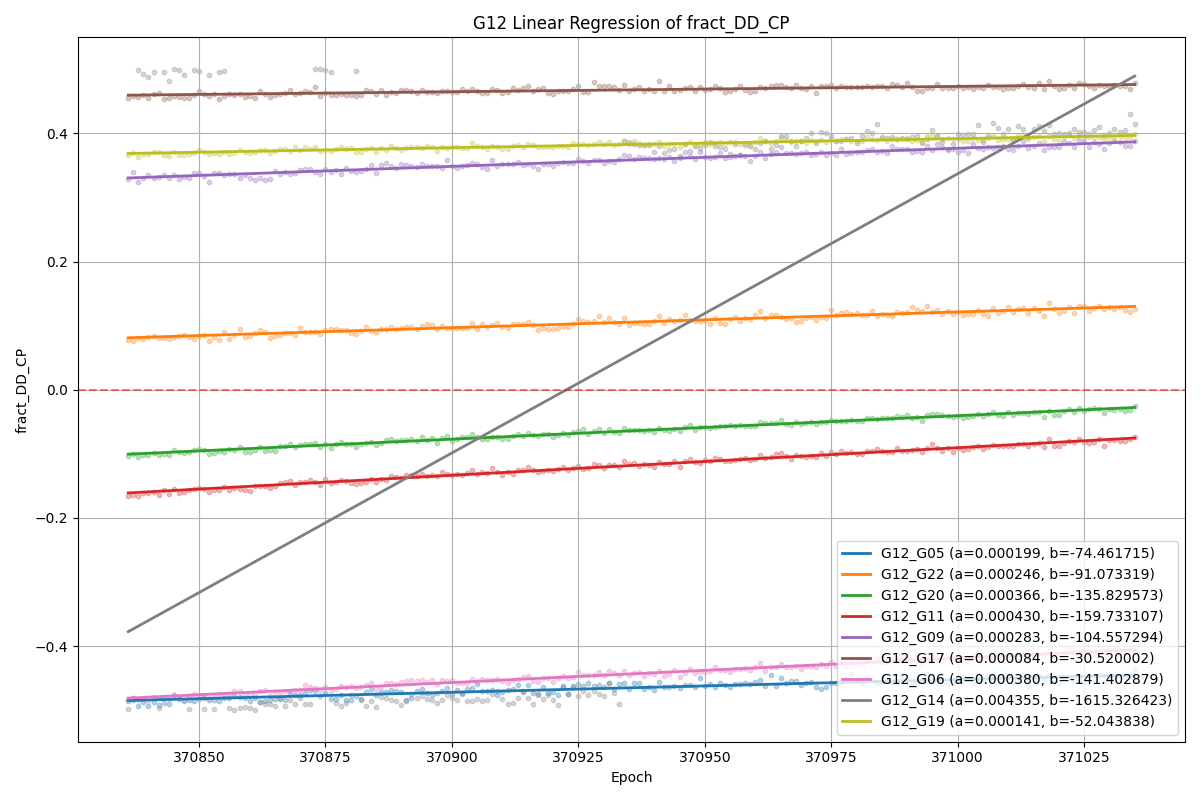 G12 Linear Regression of fract_DD_CP
fract_DD_CP
0.4
0.2
0.0
−0.2
−0.4
G12_G05 (a=0.000199, b=-74.461715)
G12_G22 (a=0.000246, b=-91.073319)
G12_G20 (a=0.000366, b=-135.829573)
G12_G11 (a=0.000430, b=-159.733107)
G12_G09 (a=0.000283, b=-104.557294)
G12_G17 (a=0.000084, b=-30.520002)
G12_G06 (a=0.000380, b=-141.402879)
G12_G14 (a=0.004355, b=-1615.326423)
G12_G19 (a=0.000141, b=-52.043838)
370850 370875 370900 370925 370950 370975 371000 371025
Epoch